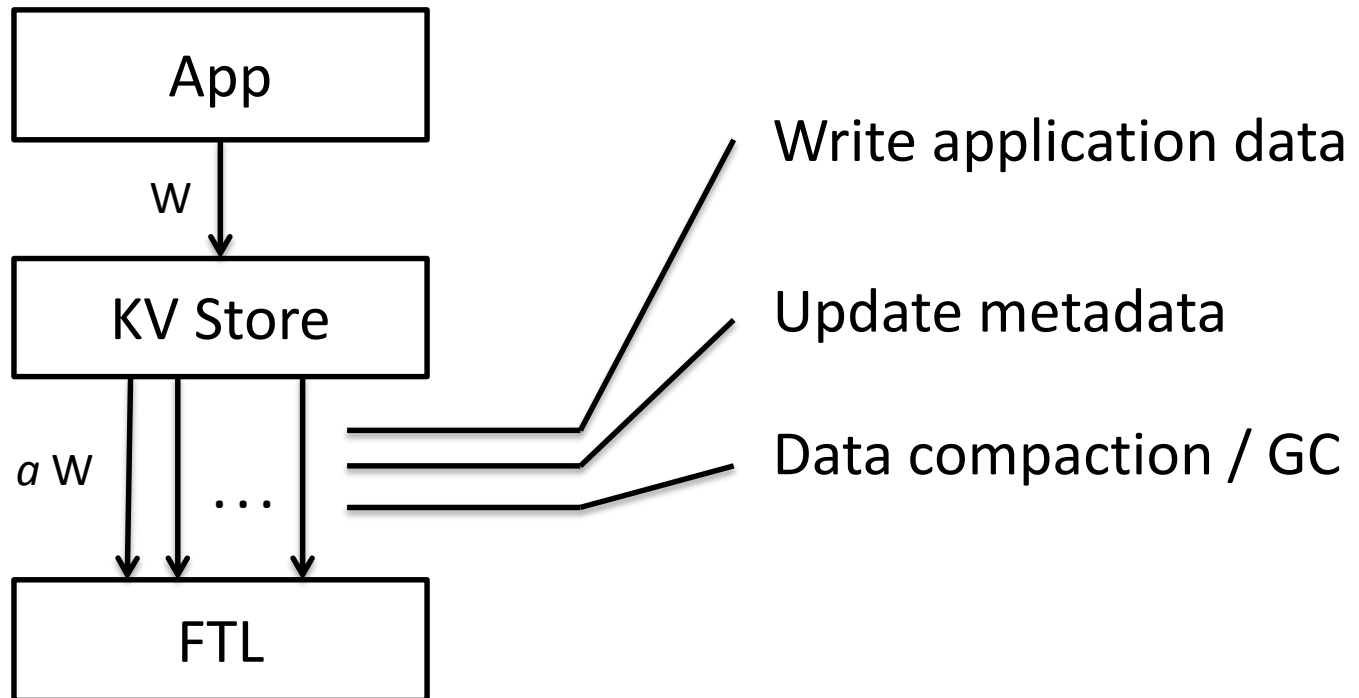 App
W
KV Store
a W
...
FTL
Write application data
Update metadata
Data compaction / GC